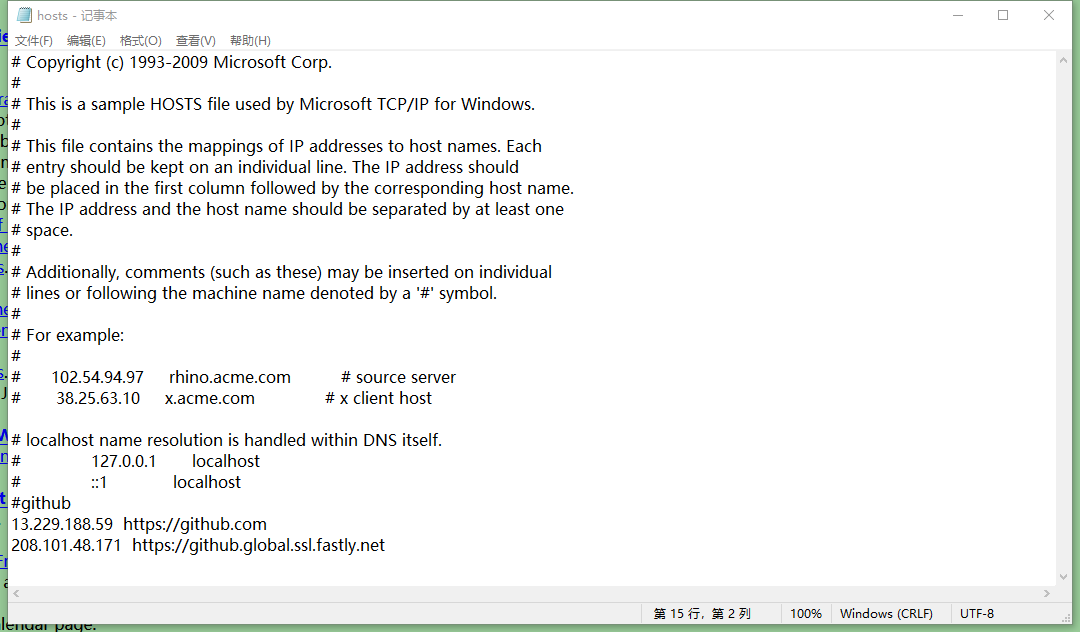 hosts - 记事本
文件(F) 编辑(E) 格式(O) 查看(V) 帮助(H)
# Copyright (c) 1993-2009 Microsoft Corp.
#
# This is a sample HOSTS file used by Microsoft TCP/IP for Windows.
#
# This file contains the mappings of IP addresses to host names. Each
# entry should be kept on an individual line. The IP address should
# be placed in the first column followed by the corresponding host name.
# The IP address and the host name should be separated by at least one
# space.
#
# Additionally, comments (such as these) may be inserted on individual
# lines or following the machine name denoted by a '#' symbol.
#
# For example:
#
# 102.54.94.97 rhino.acme.com # source server
# 38.25.63.10 x.acme.com # x client host
# localhost name resolution is handled within DNS itself.
# 127.0.0.1 localhost
# ::1 localhost
#github
13.229.188.59 https://github.com
208.101.48.171 https://github.global.ssl.fastly.net
第 15 行，第 2 列 100% Windows (CRLF) UTF-8